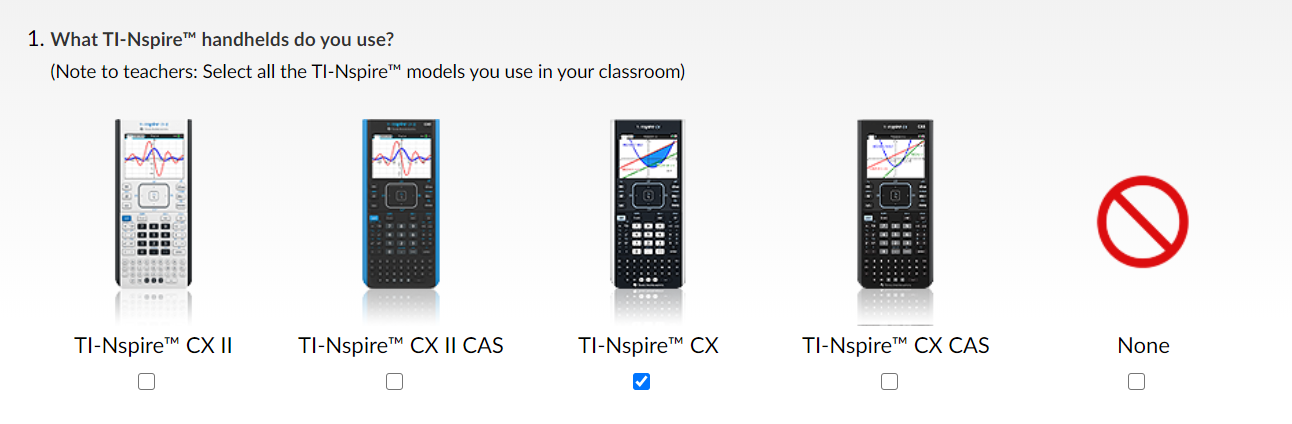 1. What TI-Nspire™ handhelds do you use?
(Note to teachers: Select all the TI-Nspire™ models you use in your classroom)
TI-Nspire™ CX II
TI-Nspire™ CX II CAS
TI-Nspire™ CX
TI-Nspire™ CX CAS
None